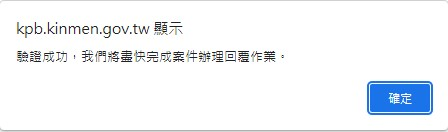 kpb.kinmen.gov.tw 顯示
驗證成功，我們將盡快完成案件辦理回覆作業。
確定